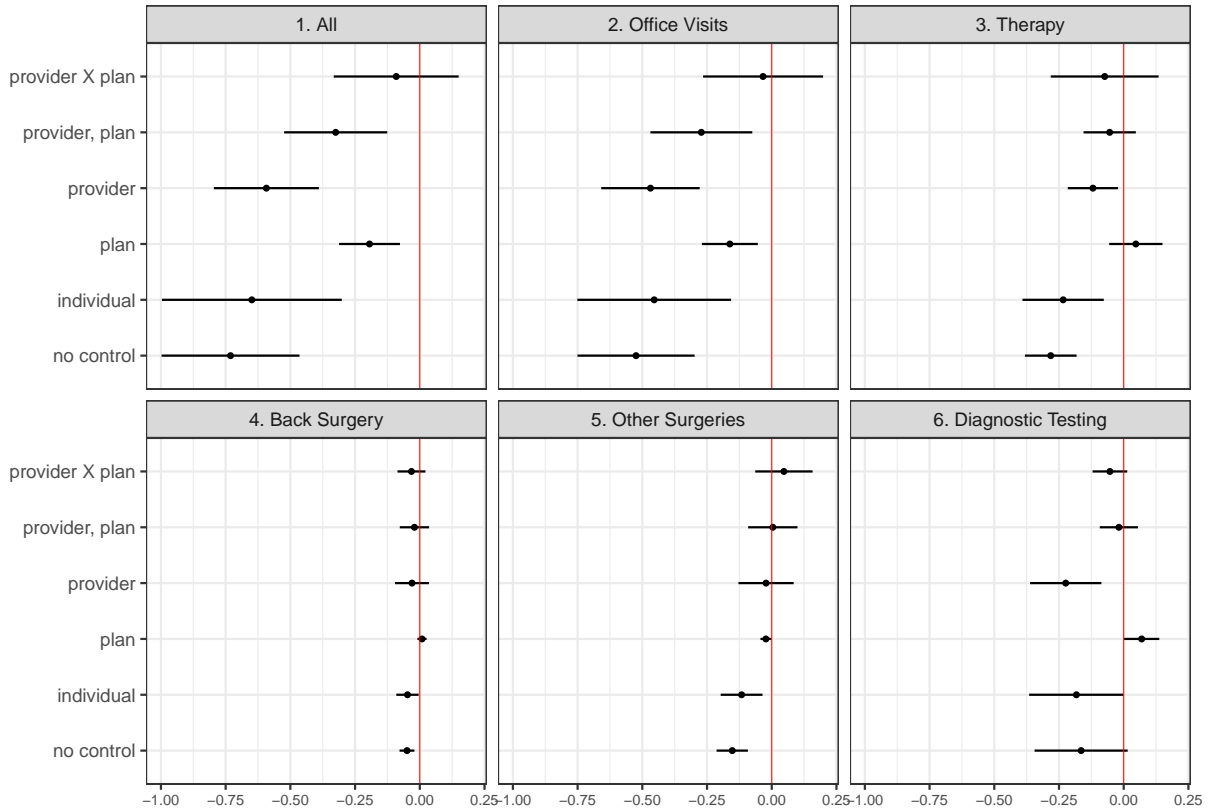 1. All
2. Office Visits
3. Therapy
provider X plan
provider, plan
provider
plan
individual
no control
4. Back Surgery
5. Other Surgeries
6. Diagnostic Testing
provider X plan
provider, plan
provider
plan
individual
no control
−1.00 −0.75 −0.50 −0.25 0.00 0.25 −1.00 −0.75 −0.50 −0.25 0.00 0.25 −1.00 −0.75 −0.50 −0.25 0.00 0.25